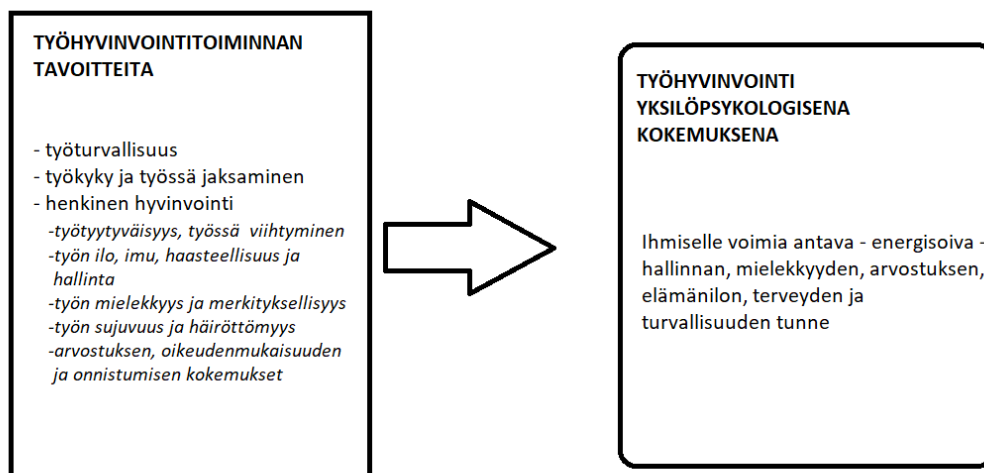 TYÖHYVINVOINTITOIMINNAN
TAVOITTEITA
- työturvallisuus
- työkyky ja työssä jaksaminen
- henkinen hyvinvointi
-työtyytyväisyys, työssä viihtyminen
-työn ilo, imu, haasteellisuus ja
hallinta
-työn mielekkyys ja merkityksellisyys
-työn sujuvuus ja häiröttömyys
-arvostuksen, oikeudenmukaisuuden
ja onnistumisen kokemukset
TYÖHYVINVOINTI
YKSILÖPSYKOLOGISENA
KOKEMUKSENA
Ihmiselle voimia antava - energisoiva -
hallinnan, mielekkyyden, arvostuksen,
elämänilon, terveyden ja
turvallisuuden tunne